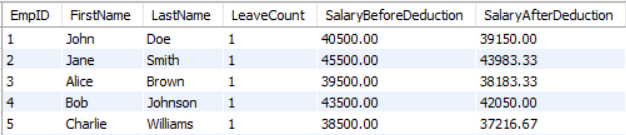 EmpID FirstName LastName LeaveCount SalaryBeforeDeduction SalaryAfterDeduction
1 John Doe 1 40500.00 39150.00
2 Jane Smith 1 45500.00 43983.33
3 Alice Brown 1 39500.00 38183.33
4 Bob Johnson 1 43500.00 42050.00
5 Charlie Williams 1 38500.00 37216.67